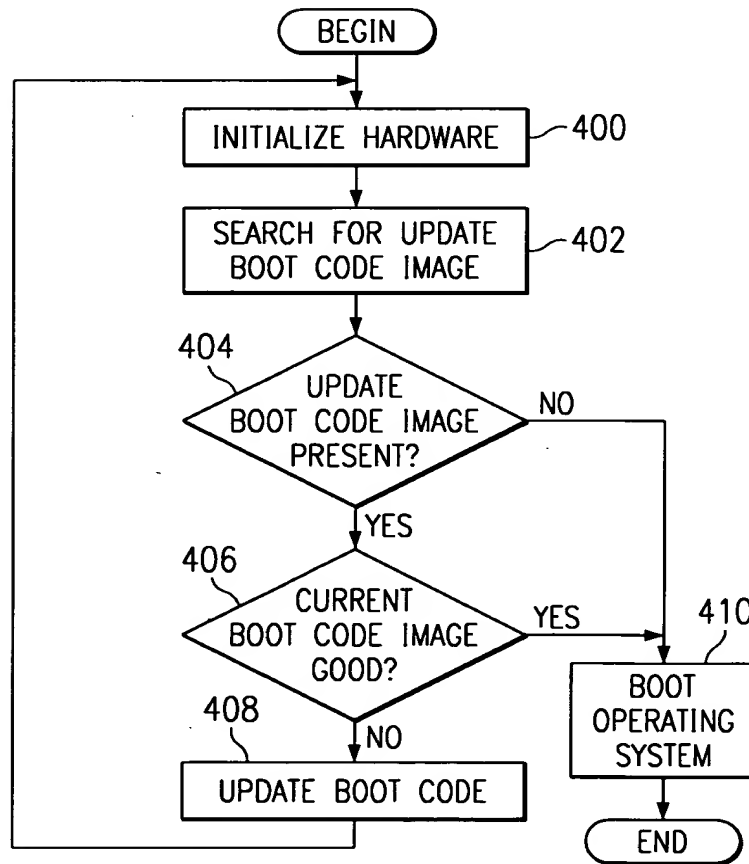 BEGIN
INITIALIZE HARDWARE
400
SEARCH FOR UPDATE
BOOT CODE IMAGE
402
404
UPDATE
BOOT CODE IMAGE
PRESENT?
NO
YES
406
CURRENT
BOOT CODE IMAGE
GOOD?
YES
410
BOOT
OPERATING
SYSTEM
408
NO
UPDATE BOOT CODE
END